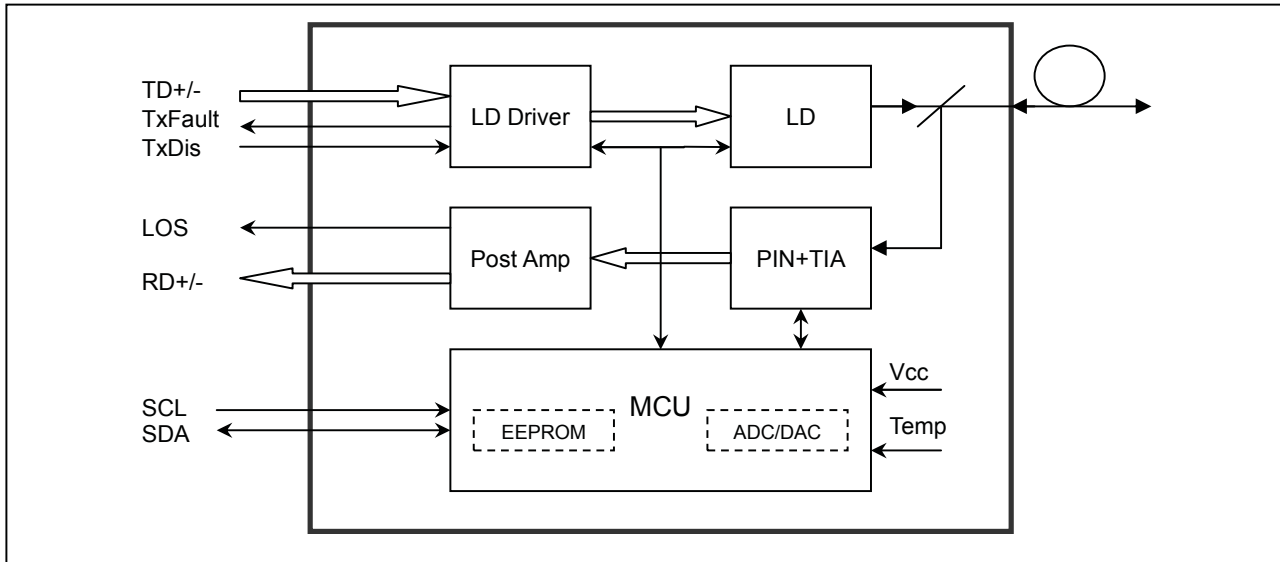 TD+/-
TxFault
TxDis
LD Driver
LD
LOS
RD+/-
Post Amp
PIN+TIA
SCL
SDA
MCU
EEPROM
ADC/DAC
Vcc
Temp